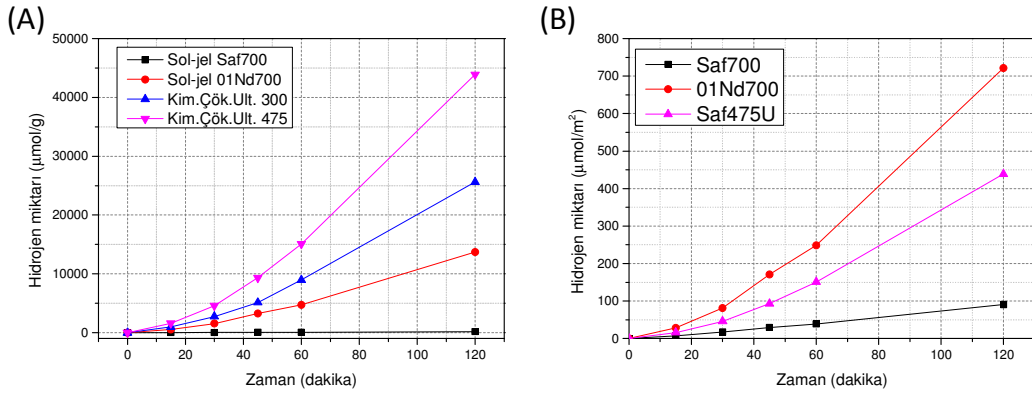 (A)
50000
40000
30000
20000
10000
0
Hidrojen miktarı (µmol/g)
Sol-jel Saf700
Sol-jel 01Nd700
Kim.Çök.Ult. 300
Kim.Çök.Ult. 475
0 20 40 60 80 100 120
Zaman (dakika)
(B)
800
700
600
500
400
300
200
100
0
Hidrojen miktarı (µmol/m²)
Saf700
01Nd700
Saf475U
0 20 40 60 80 100 120
Zaman (dakika)